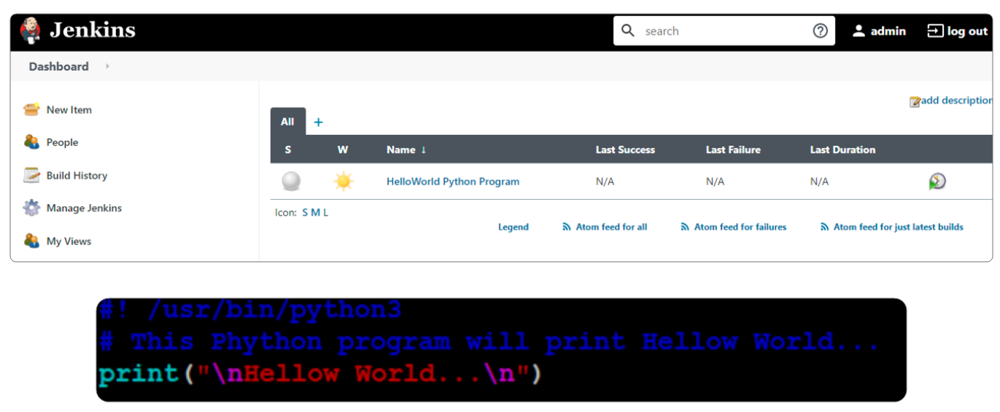 Jenkins search admin log out
Dashboard
New Item
People
Build History
Manage Jenkins
My Views
add description
All +
S W Name ↓ Last Success Last Failure Last Duration
HelloWorld Python Program N/A N/A N/A
Icon: S M L
Legend Atom feed for all Atom feed for failures Atom feed for just latest builds
#! /usr/bin/python3
# This Phython program will print Hellow World...
print("\nHellow World...\n")